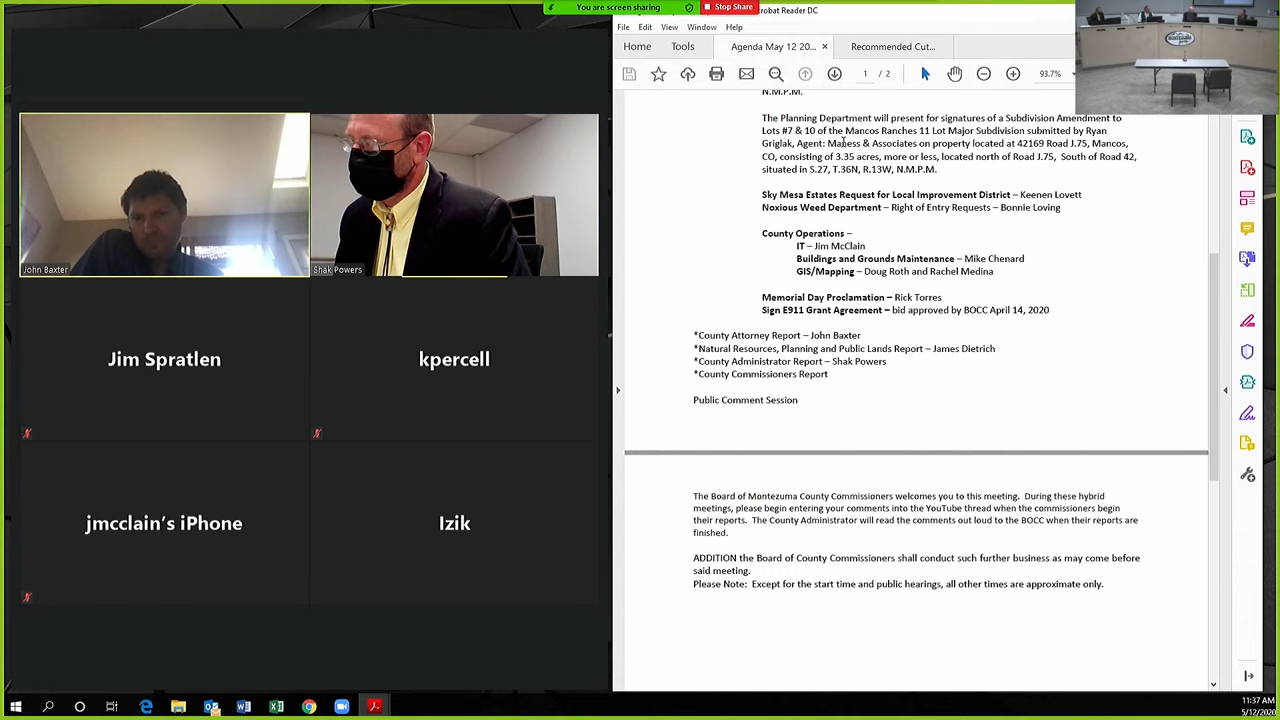 You are screen sharing
Stop Share
crobat Reader DC
File Edit View Window Help
Home Tools Agenda May 12 20... × Recommended Cut...
1 / 2 93.7%
N.M.P.M.
The Planning Department will present for signatures of a Subdivision Amendment to
Lots #7 & 10 of the Mancos Ranches 11 Lot Major Subdivision submitted by Ryan
Griglak, Agent: Maness & Associates on property located at 42169 Road J.75, Mancos,
CO, consisting of 3.35 acres, more or less, located north of Road J.75, South of Road 42,
situated in S.27, T.36N, R.13W, N.M.P.M.
Sky Mesa Estates Request for Local Improvement District – Keenen Lovett
Noxious Weed Department – Right of Entry Requests – Bonnie Loving
County Operations –
IT – Jim McClain
Buildings and Grounds Maintenance – Mike Chenard
GIS/Mapping – Doug Roth and Rachel Medina
Memorial Day Proclamation – Rick Torres
Sign E911 Grant Agreement – bid approved by BOCC April 14, 2020
*County Attorney Report – John Baxter
*Natural Resources, Planning and Public Lands Report – James Dietrich
*County Administrator Report – Shak Powers
*County Commissioners Report
Public Comment Session
The Board of Montezuma County Commissioners welcomes you to this meeting. During these hybrid
meetings, please begin entering your comments into the YouTube thread when the commissioners begin
their reports. The County Administrator will read the comments out loud to the BOCC when their reports are
finished.
ADDITION the Board of County Commissioners shall conduct such further business as may come before
said meeting.
Please Note: Except for the start time and public hearings, all other times are approximate only.
John Baxter
Shak Powers
Jim Spratlen
kpercell
jmcclain's iPhone
Izik
11:37 AM
5/12/2020